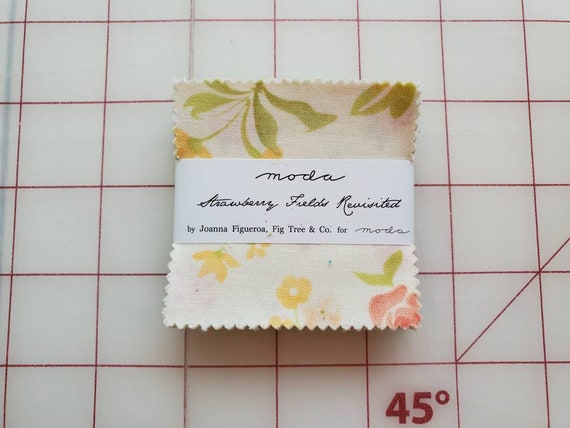 moda
Strawberry Fields Revisited
by Joanna Figueroa, Fig Tree & Co. for moda
45°